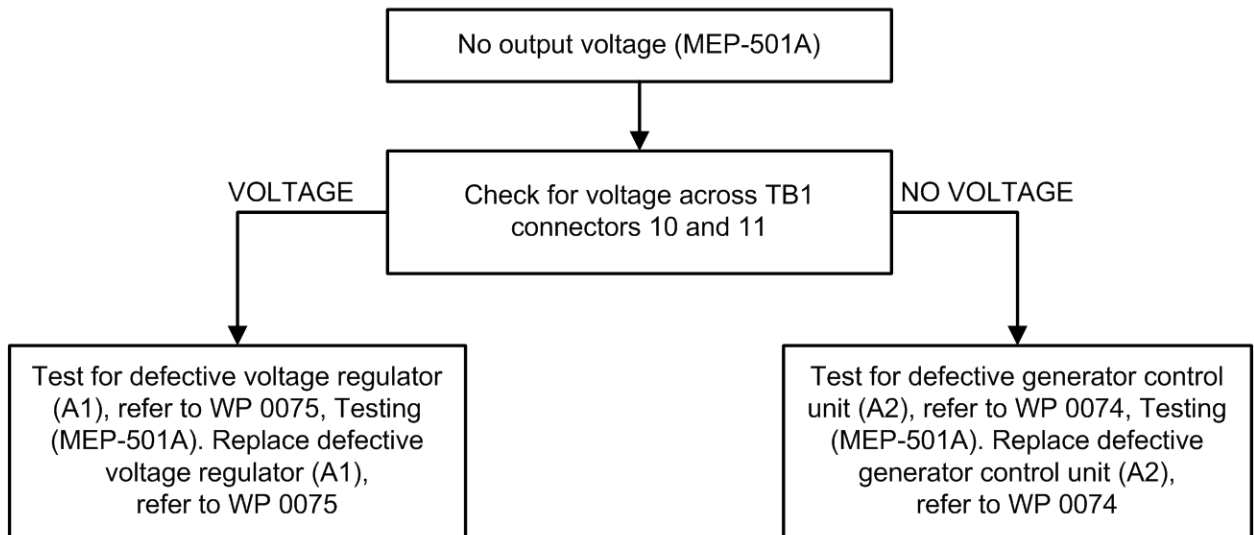 No output voltage (MEP-501A)
Check for voltage across TB1
connectors 10 and 11
VOLTAGE
NO VOLTAGE
Test for defective voltage regulator
(A1), refer to WP 0075, Testing
(MEP-501A). Replace defective
voltage regulator (A1),
refer to WP 0075
Test for defective generator control
unit (A2), refer to WP 0074, Testing
(MEP-501A). Replace defective
generator control unit (A2),
refer to WP 0074